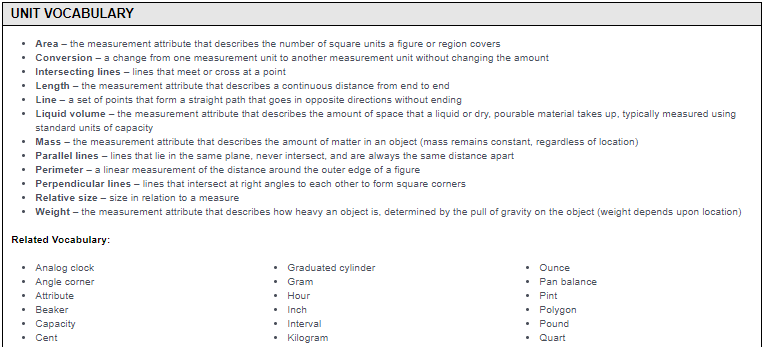 UNIT VOCABULARY
• Area – the measurement attribute that describes the number of square units a figure or region covers
• Conversion – a change from one measurement unit to another measurement unit without changing the amount
• Intersecting lines – lines that meet or cross at a point
• Length – the measurement attribute that describes a continuous distance from end to end
• Line – a set of points that form a straight path that goes in opposite directions without ending
• Liquid volume – the measurement attribute that describes the amount of space that a liquid or dry, pourable material takes up, typically measured using
standard units of capacity
• Mass – the measurement attribute that describes the amount of matter in an object (mass remains constant, regardless of location)
• Parallel lines – lines that lie in the same plane, never intersect, and are always the same distance apart
• Perimeter – a linear measurement of the distance around the outer edge of a figure
• Perpendicular lines – lines that intersect at right angles to each other to form square corners
• Relative size – size in relation to a measure
• Weight – the measurement attribute that describes how heavy an object is, determined by the pull of gravity on the object (weight depends upon location)
Related Vocabulary:
• Analog clock
• Angle corner
• Attribute
• Beaker
• Capacity
• Cent
• Graduated cylinder
• Gram
• Hour
• Inch
• Interval
• Kilogram
• Ounce
• Pan balance
• Pint
• Polygon
• Pound
• Quart